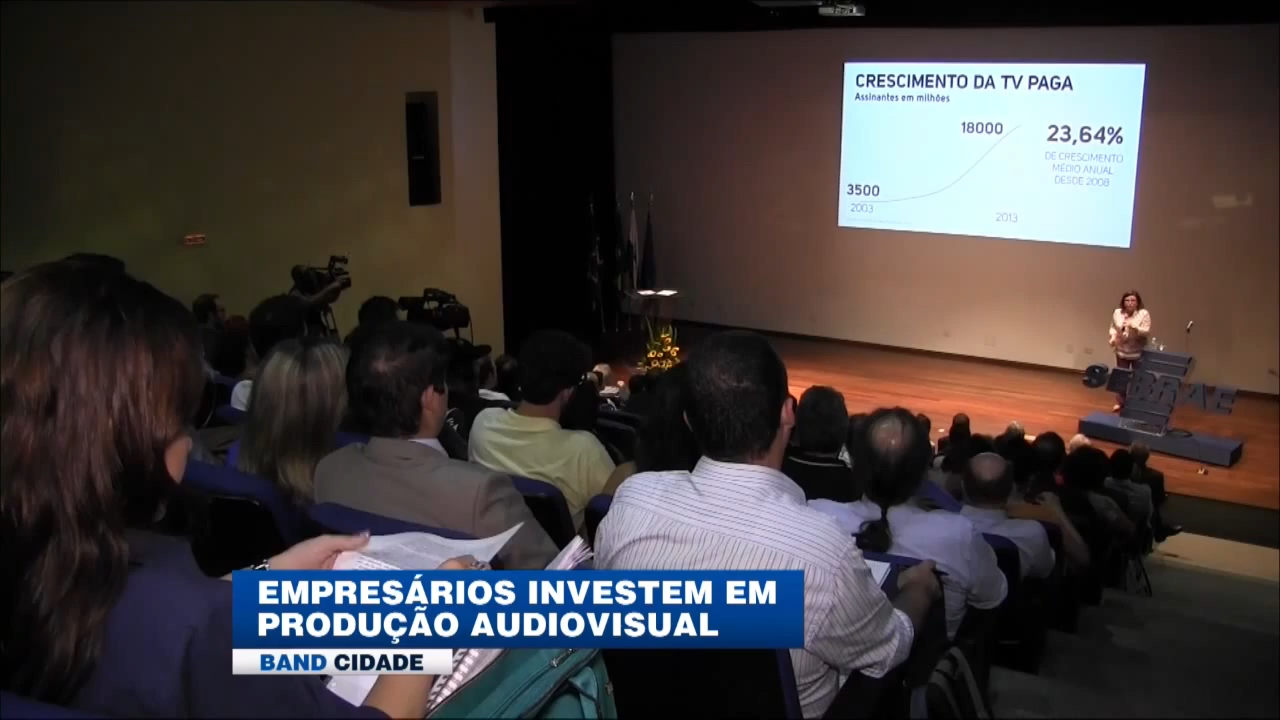 CRESCIMENTO DA TV PAGA
Assinantes em milhões
18000
23,64%
DE CRESCIMENTO
MÉDIO ANUAL
DESDE 2008
3500
2003
2013
SEBRAE
EMPRESÁRIOS INVESTEM EM
PRODUÇÃO AUDIOVISUAL
BAND CIDADE